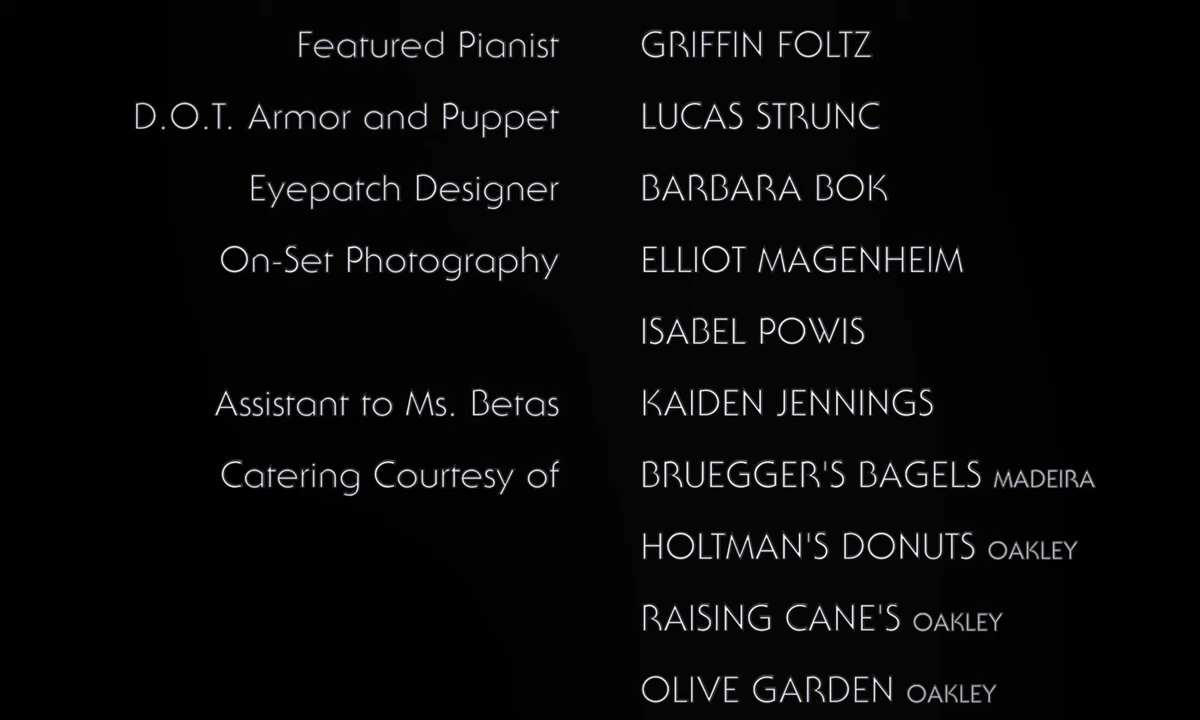 Featured Pianist GRIFFIN FOLTZ
D.O.T. Armor and Puppet LUCAS STRUNC
Eyepatch Designer BARBARA BOK
On-Set Photography ELLIOT MAGENHEIM
ISABEL POWIS
Assistant to Ms. Betas KAIDEN JENNINGS
Catering Courtesy of BRUEGGER'S BAGELS MADEIRA
HOLTMAN'S DONUTS OAKLEY
RAISING CANE'S OAKLEY
OLIVE GARDEN OAKLEY